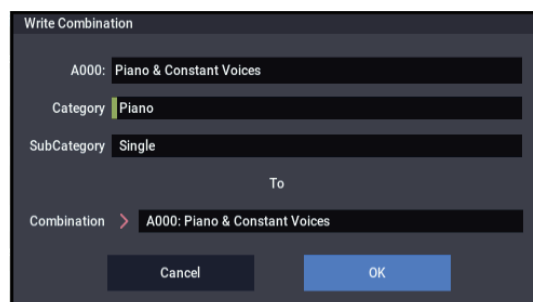 Write Combination
A000: Piano & Constant Voices
Category Piano
SubCategory Single
To
Combination > A000: Piano & Constant Voices
Cancel OK